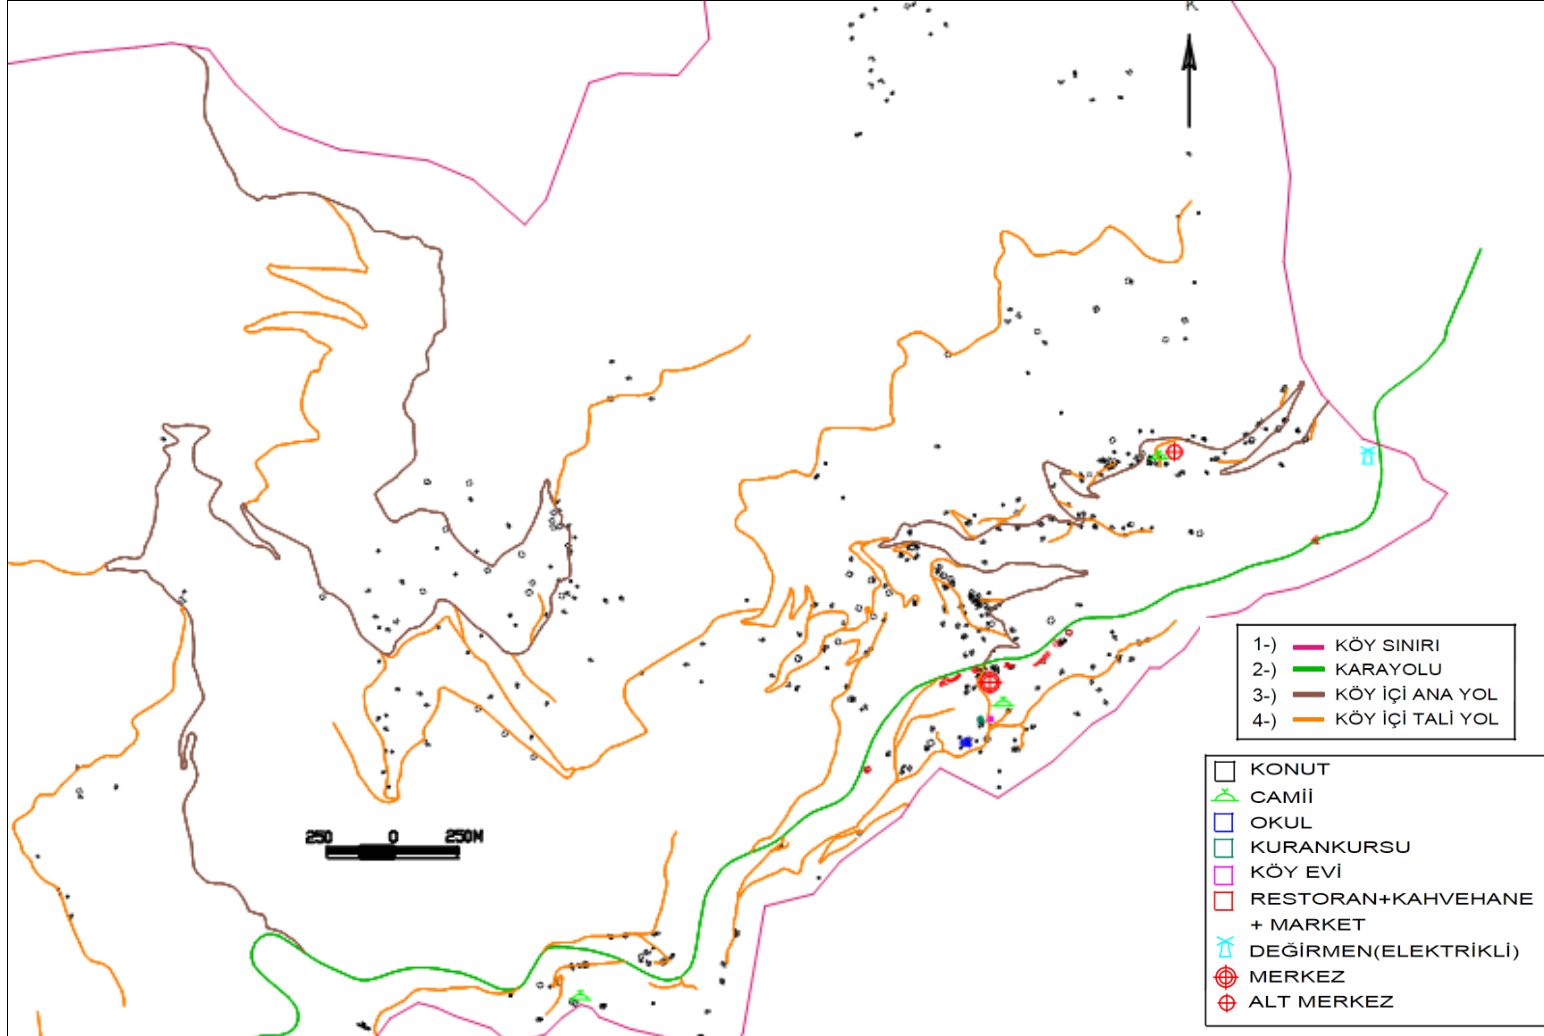 K
1-) KÖY SINIRI
2-) KARAYOLU
3-) KÖY İÇİ ANA YOL
4-) KÖY İÇİ TALİ YOL
KONUT
CAMİİ
OKUL
KURANKURSU
KÖY EVİ
RESTORAN+KAHVEHANE
+ MARKET
DEĞİRMEN(ELEKTRİKLİ)
MERKEZ
ALT MERKEZ
250 0 250M